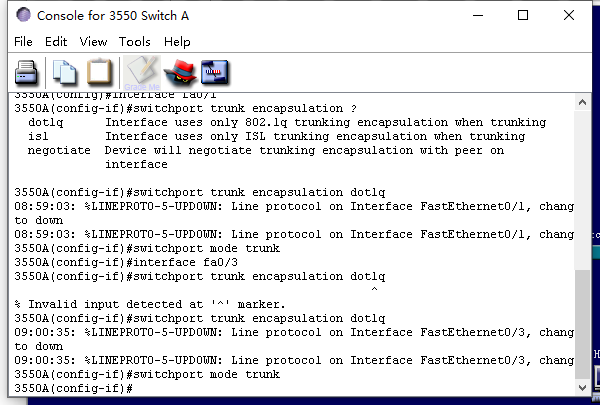 Console for 3550 Switch A
File Edit View Tools Help
Grade Me
3550A(config)#interface fa0/1
3550A(config-if)#switchport trunk encapsulation ?
dot1q Interface uses only 802.1q trunking encapsulation when trunking
isl Interface uses only ISL trunking encapsulation when trunking
negotiate Device will negotiate trunking encapsulation with peer on
interface
3550A(config-if)#switchport trunk encapsulation dot1q
08:59:03: %LINEPROTO-5-UPDOWN: Line protocol on Interface FastEthernet0/1, chang
to down
08:59:03: %LINEPROTO-5-UPDOWN: Line protocol on Interface FastEthernet0/1, chang
3550A(config-if)#switchport mode trunk
3550A(config-if)#interface fa0/3
3550A(config-if)#switchport trunk encapsulation dotlq
^
% Invalid input detected at '^' marker.
3550A(config-if)#switchport trunk encapsulation dot1q
09:00:35: %LINEPROTO-5-UPDOWN: Line protocol on Interface FastEthernet0/3, chang
to down
09:00:35: %LINEPROTO-5-UPDOWN: Line protocol on Interface FastEthernet0/3, chang
3550A(config-if)#switchport mode trunk
3550A(config-if)#